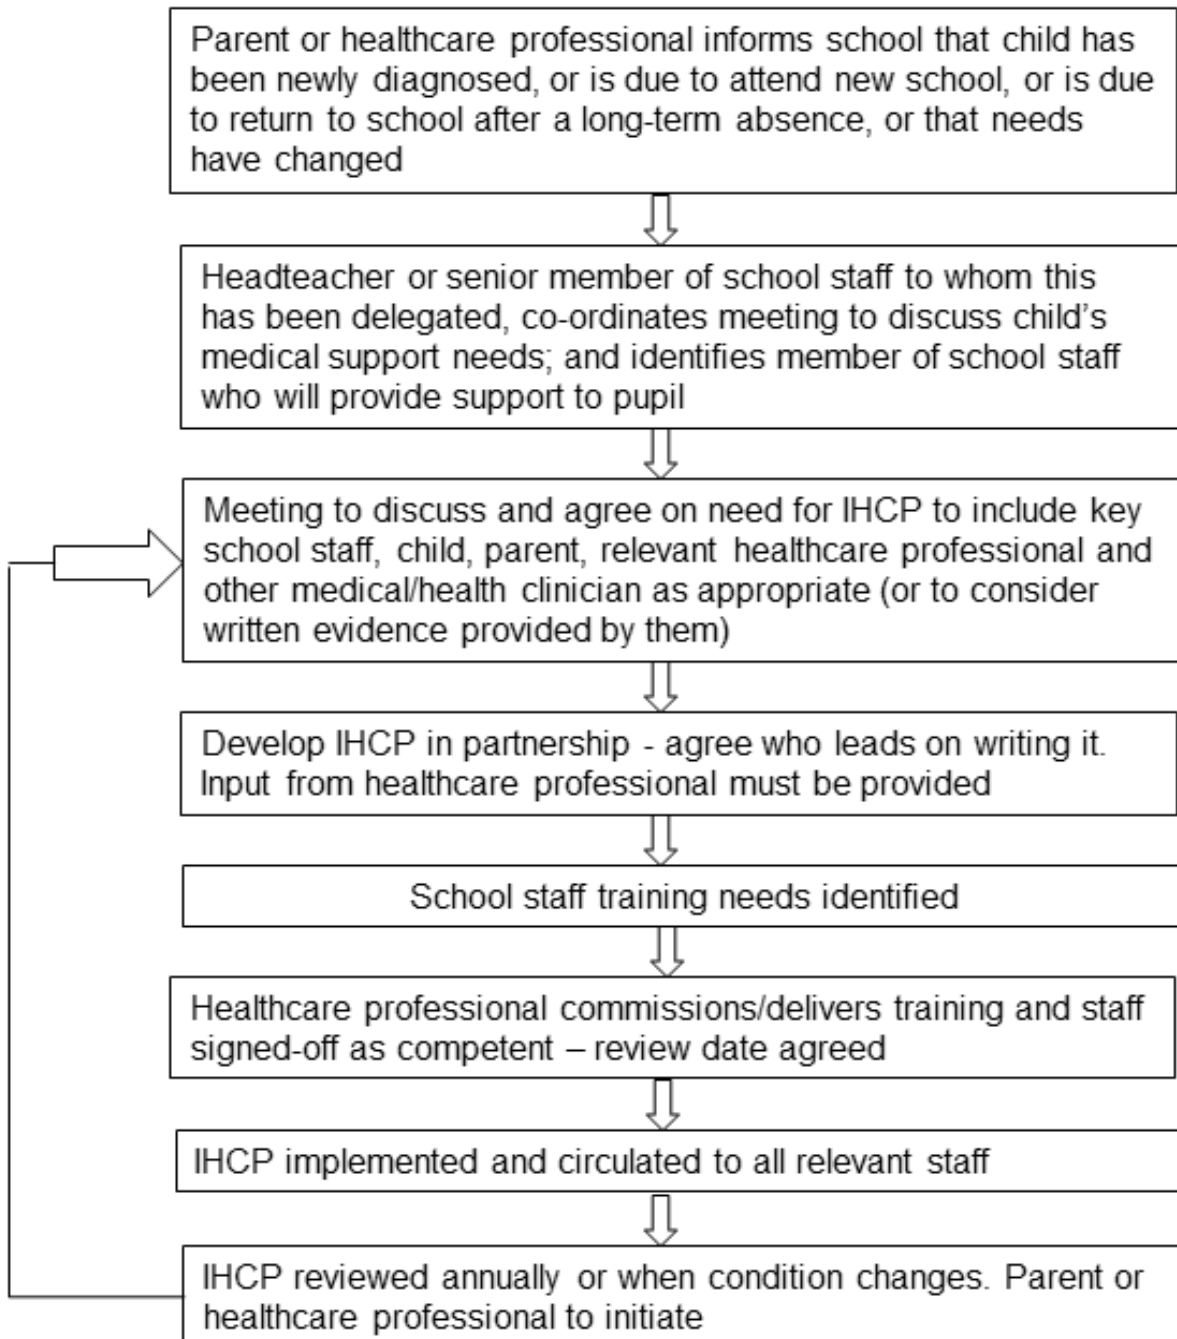 Parent or healthcare professional informs school that child has
been newly diagnosed, or is due to attend new school, or is due
to return to school after a long-term absence, or that needs
have changed
Headteacher or senior member of school staff to whom this
has been delegated, co-ordinates meeting to discuss child's
medical support needs; and identifies member of school staff
who will provide support to pupil
Meeting to discuss and agree on need for IHCP to include key
school staff, child, parent, relevant healthcare professional and
other medical/health clinician as appropriate (or to consider
written evidence provided by them)
Develop IHCP in partnership - agree who leads on writing it.
Input from healthcare professional must be provided
School staff training needs identified
Healthcare professional commissions/delivers training and staff
signed-off as competent – review date agreed
IHCP implemented and circulated to all relevant staff
IHCP reviewed annually or when condition changes. Parent or
healthcare professional to initiate